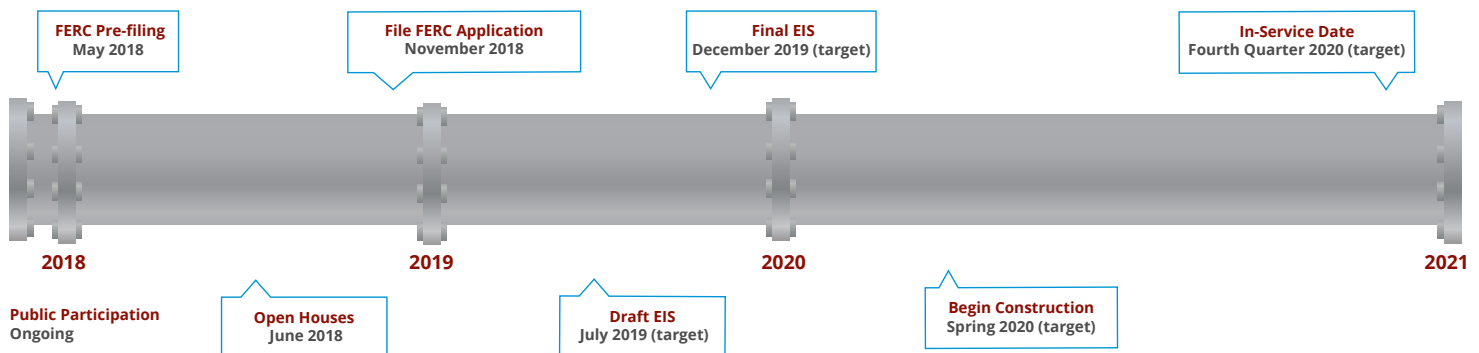 FERC Pre-filing
May 2018
File FERC Application
November 2018
Final EIS
December 2019 (target)
In-Service Date
Fourth Quarter 2020 (target)
2018
2019
2020
2021
Public Participation
Ongoing
Open Houses
June 2018
Draft EIS
July 2019 (target)
Begin Construction
Spring 2020 (target)